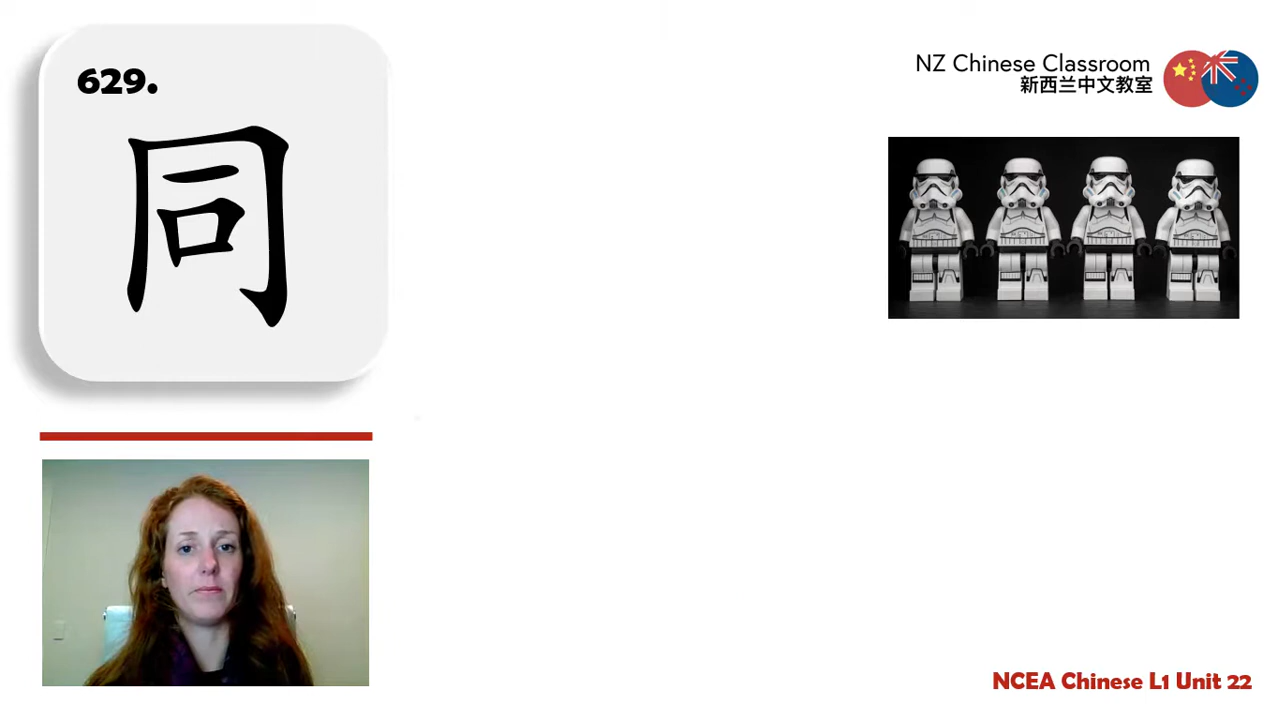 629.
同
NZ Chinese Classroom
新西兰中文教室
NCEA Chinese L1 Unit 22